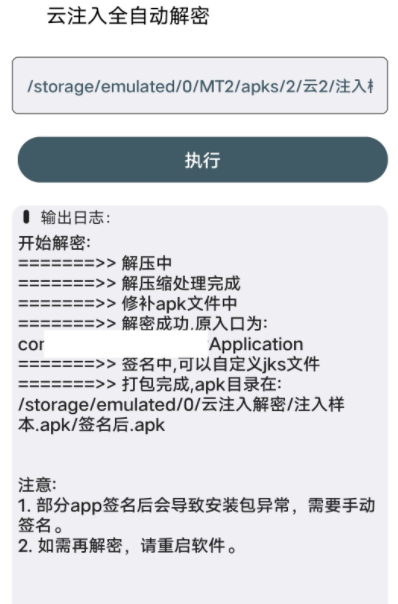 云注入全自动解密
/storage/emulated/0/MT2/apks/2/云2/注入
执行
输出日志:
开始解密:
=======>> 解压中
=======>> 解压缩处理完成
=======>> 修补apk文件中
=======>> 解密成功.原入口为:
cor Application
=======>> 签名中,可以自定义jks文件
=======>> 打包完成,apk目录在:
/storage/emulated/0/云注入解密/注入样
本.apk/签名后.apk
注意:
1. 部分app签名后会导致安装包异常，需要手动
签名。
2. 如需再解密，请重启软件。